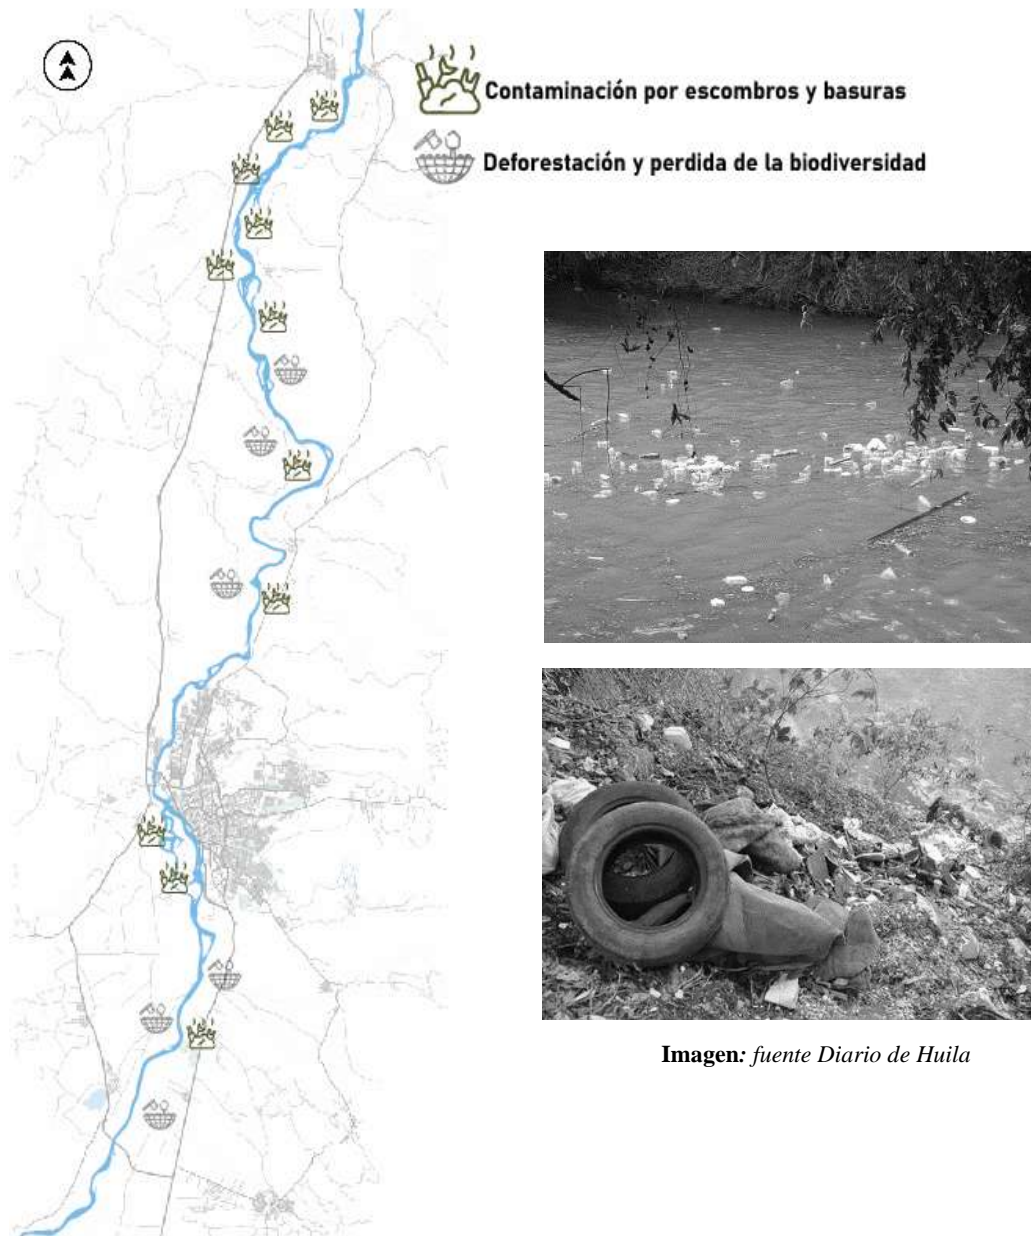 Contaminación por escombros y basuras
Deforestación y perdida de la biodiversidad
Imagen: fuente Diario de Huila